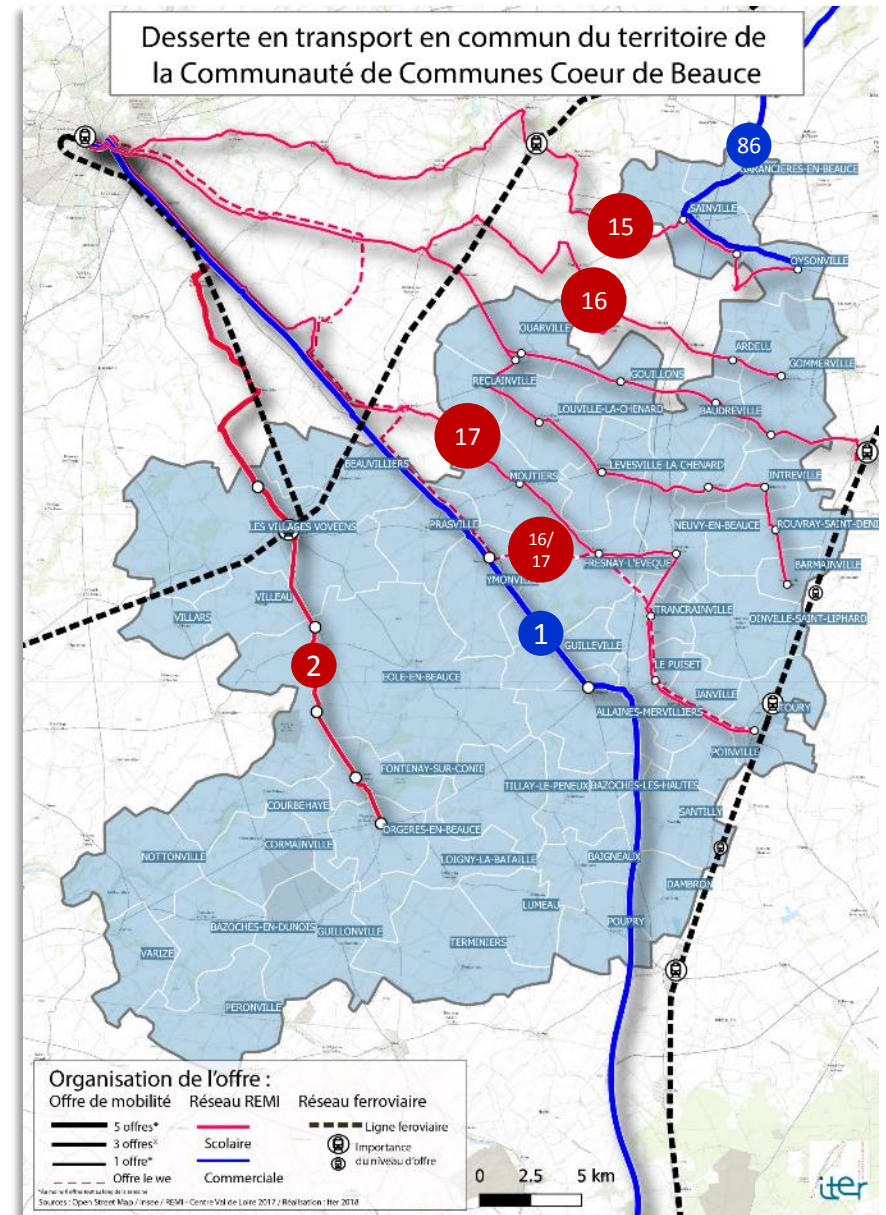 Desserte en transport en commun du territoire de
la Communauté de Communes Coeur de Beauce
86
GARANCIERES-EN-BEAUCE
SAINVILLE
15
OYSONVILLE
16
OUARVILLE
ARDELU
RECLAINVILLE
GOUILLONS
GOMMERVILLE
LOUVILLE-LA-CHENARD
BAUDREVILLE
17
BEAUVILLIERS
LEVESVILLE-LA-CHENARD
MOUTIERS
INTREVILLE
LES VILLAGES VOVEENS
PRASVILLE
16/
17
NEUVY-EN-BEAUCE
ROUVRAY-SAINT-DENI
FRESNAY-L'EVEQUE
BARMAINVILLE
YMONVILLE
VILLEAU
VILLARS
TRANCRAINVILLE
OINVILLE-SAINT-LIPHARD
1
GUILLEVILLE
2
EOLE-EN-BEAUCE
LE PUISET
JANVILLE
TOURY
ALLAINES-MERVILLIERS
POINVILLE
FONTENAY-SUR-CONIE
TILLAY-LE-PENEUX
BAZOCHES-LES-HAUTES
COURBEHAYE
SANTILLY
ORGERES-EN-BEAUCE
CORMAINVILLE
NOTTONVILLE
LOIGNY-LA-BATAILLE
BAIGNEAUX
DAMBRON
LUMEAU
BAZOCHES-EN-DUNOIS
GUILLONVILLE
POUPRY
TERMINIERS
VARIZE
PERONVILLE
Organisation de l'offre :
Offre de mobilité Réseau REMI Réseau ferroviaire
5 offres* Ligne feroviaire
3 offres* Scolaire Importance
1 offre* du niveau d'offre
Offre le we Commerciale
Sources : Open Street Map / Insee / REMI - Centre Val de Loire 2017 / Réalisation : Iter 2018
0 2.5 5 km
iter